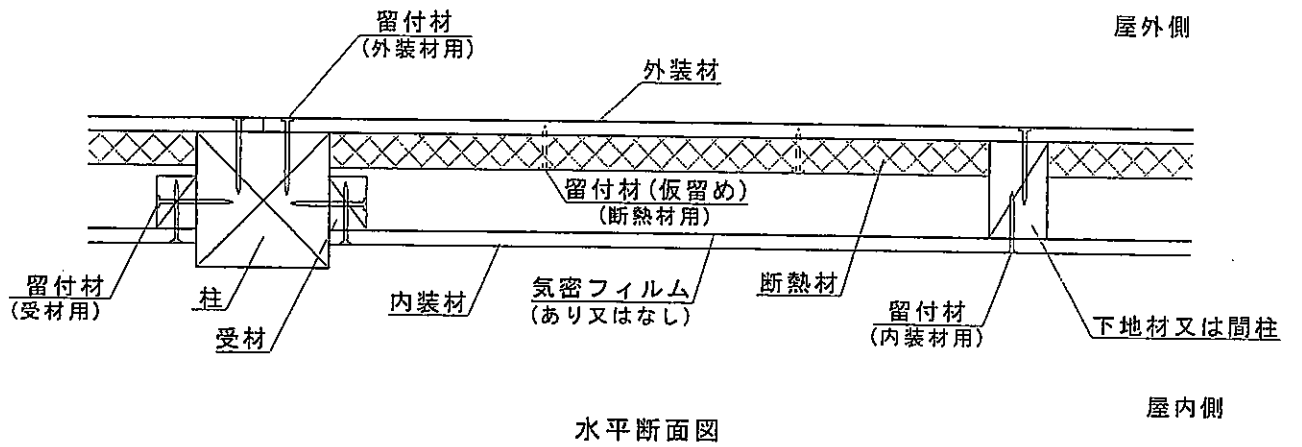 留付材
(外装材用)
屋外側
外装材
留付材(仮留め)
(断熱材用)
留付材
(受材用)
柱
受材
内装材
気密フィルム
(あり又はなし)
断熱材
留付材
(内装材用)
下地材又は間柱
屋内側
水平断面図